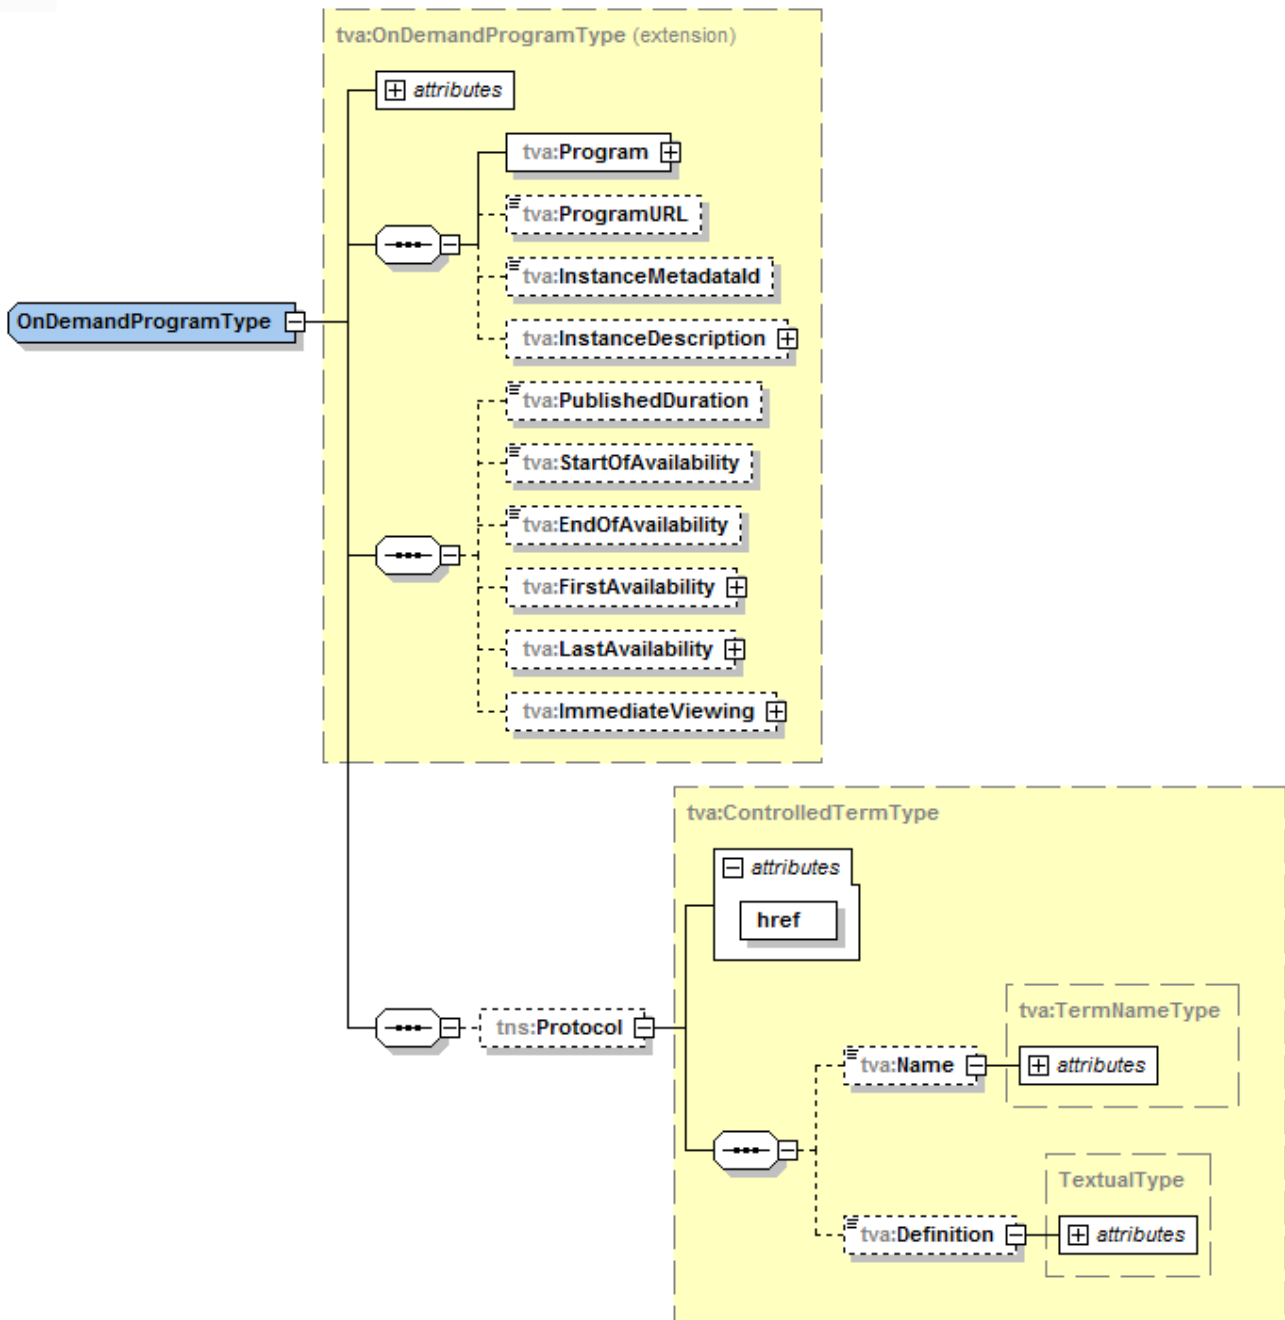 tva:OnDemandProgramType (extension)
attributes
tva:Program
tva:ProgramURL
tva:InstanceMetadataId
OnDemandProgramType
tva:InstanceDescription
tva:PublishedDuration
tva:StartOfAvailability
tva:EndOfAvailability
tva:FirstAvailability
tva:LastAvailability
tva:ImmediateViewing
tva:ControlledTermType
attributes
href
tns:Protocol
tva:TermNameType
tva:Name
attributes
TextualType
tva:Definition
attributes